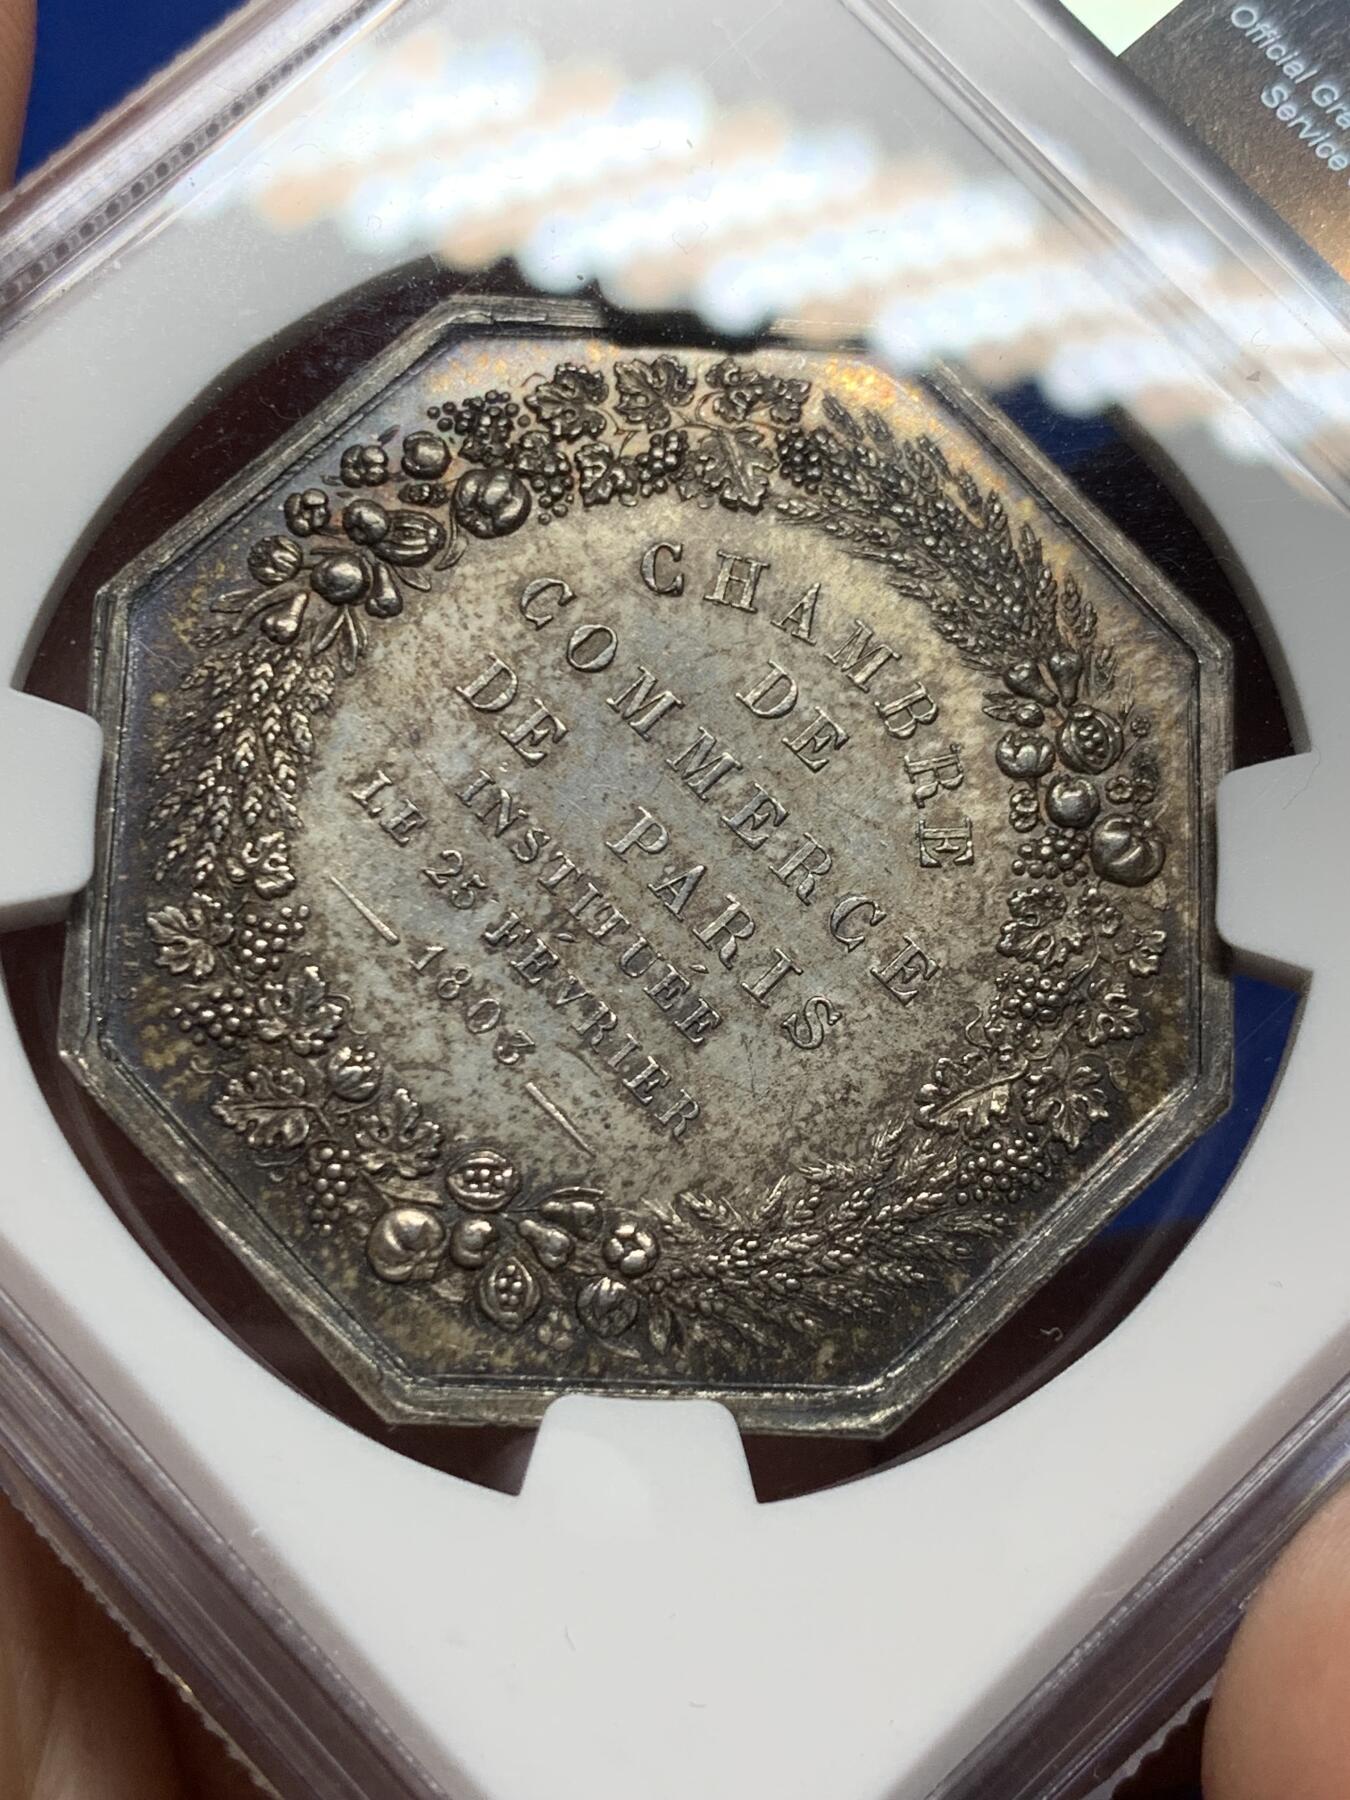 Official Gra
Service
CHAMBRE
DE
COMMERCE
DE PARIS
INSTITUÉE
LE 25 FÉVRIER
— 1803 —